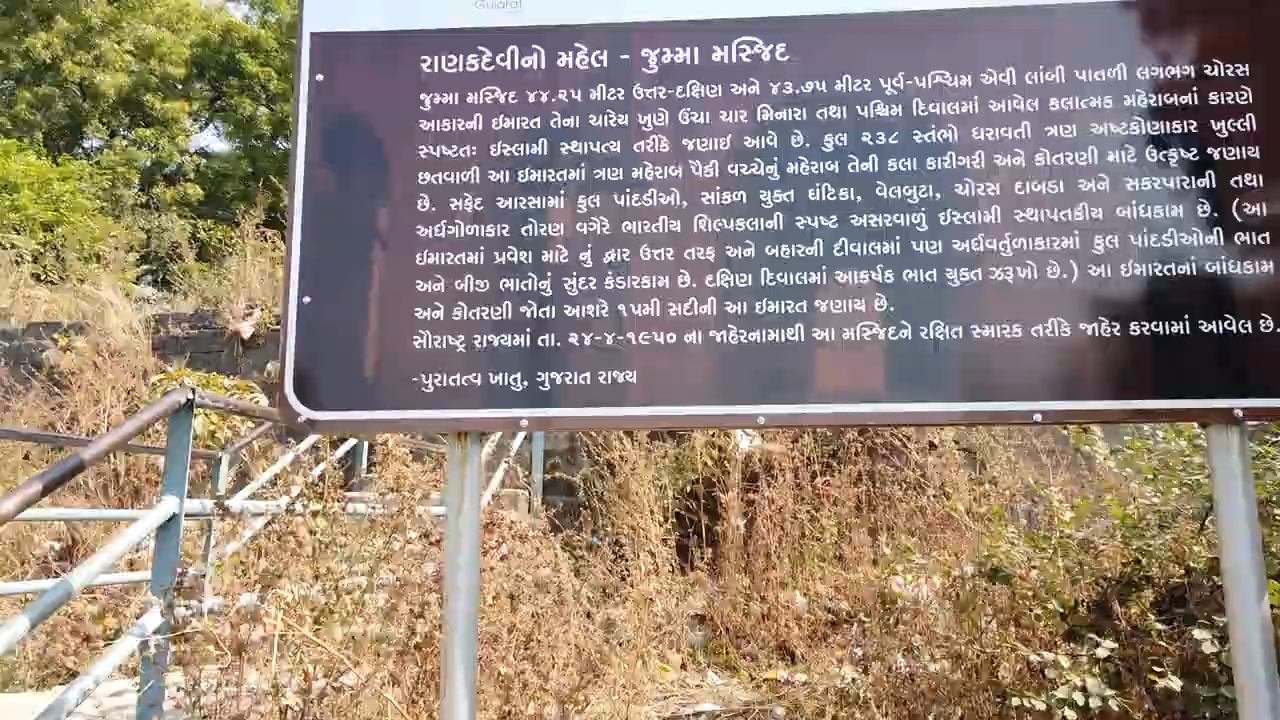 Gujarat
રાણકદેવીનો મહેલ - જુમ્મા મસ્જિદ
જુમ્મા મસ્જિદ ૪૪.૨૫ મીટર ઉત્તર-દક્ષિણ અને ૪૩.૭૫ મીટર પૂર્વ-પશ્ચિમ એવી લાંબી પાતળી લગભગ ચોરસ
આકારની ઈમારત તેના ચારેય ખુણે ઉંચા ચાર મિનારા તથા પશ્ચિમ દિવાલમાં આવેલ કલાત્મક મહેરાબનાં કારણે
સ્પષ્ટતઃ ઇસ્લામી સ્થાપત્ય તરીકે જણાઈ આવે છે. કુલ ૨૩૮ સ્તંભો ધરાવતી ત્રણ અષ્ટકોણાકાર ખુલ્લી
છતવાળી આ ઈમારતમાં ત્રણ મહેરાબ પૈકી વચ્ચેનું મહેરાબ તેની કલા કારીગરી અને કોતરણી માટે ઉત્કૃષ્ટ જણાય
છે. સફેદ આરસામાં ફુલ પાંદડીઓ, સાંકળ યુક્ત ઘંટિકા, વેલબુટા, ચોરસ દાબડા અને સકરપારાની તથા
અર્ધગોળાકાર તોરણ વગેરે ભારતીય શિલ્પકલાની સ્પષ્ટ અસરવાળું ઇસ્લામી સ્થાપતકીય બાંધકામ છે. (આ
ઈમારતમાં પ્રવેશ માટે નું દ્વાર ઉત્તર તરફ અને બહારની દીવાલમાં પણ અર્ધવર્તુળાકારમાં ફુલ પાંદડીઓની ભાત
અને બીજી ભાતોનું સુંદર કંડારકામ છે. દક્ષિણ દિવાલમાં આકર્ષક ભાત યુક્ત ઝરૂખો છે.) આ ઈમારતનાં બાંધકામ
અને કોતરણી જોતા આશરે ૧૫મી સદીની આ ઈમારત જણાય છે.
સૌરાષ્ટ્ર રાજ્યમાં તા. ૨૪-૪-૧૯૫૦ ના જાહેરનામાથી આ મસ્જિદને રક્ષિત સ્મારક તરીકે જાહેર કરવામાં આવેલ છે.
-પુરાતત્વ ખાતુ, ગુજરાત રાજ્ય